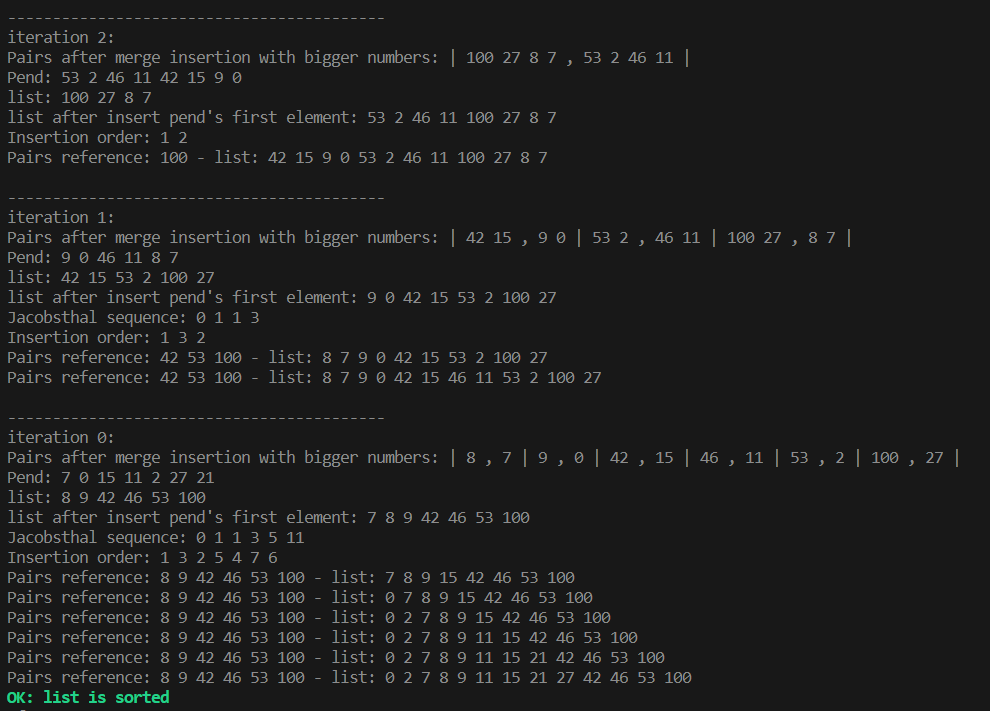 ------------------------------------------
iteration 2:
Pairs after merge insertion with bigger numbers: | 100 27 8 7 , 53 2 46 11 |
Pend: 53 2 46 11 42 15 9 0
list: 100 27 8 7
list after insert pend's first element: 53 2 46 11 100 27 8 7
Insertion order: 1 2
Pairs reference: 100 - list: 42 15 9 0 53 2 46 11 100 27 8 7
------------------------------------------
iteration 1:
Pairs after merge insertion with bigger numbers: | 42 15 , 9 0 | 53 2 , 46 11 | 100 27 , 8 7 |
Pend: 9 0 46 11 8 7
list: 42 15 53 2 100 27
list after insert pend's first element: 9 0 42 15 53 2 100 27
Jacobsthal sequence: 0 1 1 3
Insertion order: 1 3 2
Pairs reference: 42 53 100 - list: 8 7 9 0 42 15 53 2 100 27
Pairs reference: 42 53 100 - list: 8 7 9 0 42 15 46 11 53 2 100 27
------------------------------------------
iteration 0:
Pairs after merge insertion with bigger numbers: | 8 , 7 | 9 , 0 | 42 , 15 | 46 , 11 | 53 , 2 | 100 , 27 |
Pend: 7 0 15 11 2 27 21
list: 8 9 42 46 53 100
list after insert pend's first element: 7 8 9 42 46 53 100
Jacobsthal sequence: 0 1 1 3 5 11
Insertion order: 1 3 2 5 4 7 6
Pairs reference: 8 9 42 46 53 100 - list: 7 8 9 15 42 46 53 100
Pairs reference: 8 9 42 46 53 100 - list: 0 7 8 9 15 42 46 53 100
Pairs reference: 8 9 42 46 53 100 - list: 0 2 7 8 9 15 42 46 53 100
Pairs reference: 8 9 42 46 53 100 - list: 0 2 7 8 9 11 15 42 46 53 100
Pairs reference: 8 9 42 46 53 100 - list: 0 2 7 8 9 11 15 21 42 46 53 100
Pairs reference: 8 9 42 46 53 100 - list: 0 2 7 8 9 11 15 21 27 42 46 53 100
OK: list is sorted